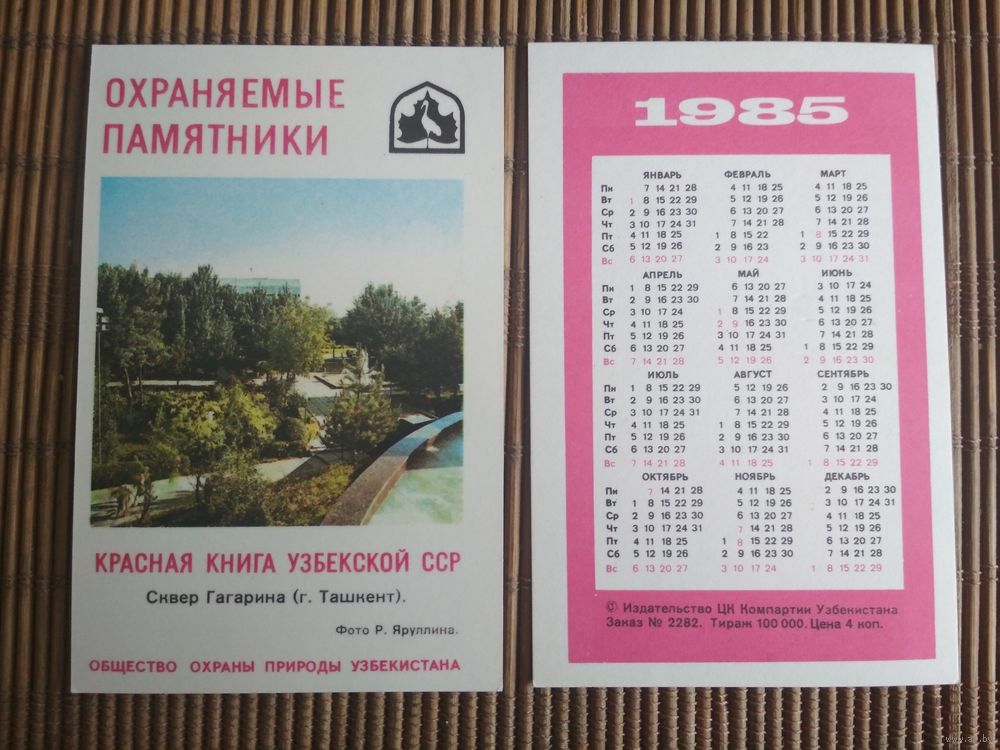 ОХРАНЯЕМЫЕ
ПАМЯТНИКИ
КРАСНАЯ КНИГА УЗБЕКСКОЙ ССР
Сквер Гагарина (г. Ташкент).
Фото Р. Яруллина.
ОБЩЕСТВО ОХРАНЫ ПРИРОДЫ УЗБЕКИСТАНА
1985
ЯНВАРЬ ФЕВРАЛЬ МАРТ
Пн 7 14 21 28 4 11 18 25 4 11 18 25
Вт 1 8 15 22 29 5 12 19 26 5 12 19 26
Ср 2 9 16 23 30 6 13 20 27 6 13 20 27
Чт 3 10 17 24 31 7 14 21 28 7 14 21 28
Пт 4 11 18 25 1 8 15 22 1 8 15 22 29
Сб 5 12 19 26 2 9 16 23 2 9 16 23 30
Вс 6 13 20 27 3 10 17 24 3 10 17 24 31
АПРЕЛЬ МАЙ ИЮНЬ
Пн 1 8 15 22 29 6 13 20 27 3 10 17 24
Вт 2 9 16 23 30 7 14 21 28 4 11 18 25
Ср 3 10 17 24 1 8 15 22 29 5 12 19 26
Чт 4 11 18 25 2 9 16 23 30 6 13 20 27
Пт 5 12 19 26 3 10 17 24 31 7 14 21 28
Сб 6 13 20 27 4 11 18 25 1 8 15 22 29
Вс 7 14 21 28 5 12 19 26 2 9 16 23 30
ИЮЛЬ АВГУСТ СЕНТЯБРЬ
Пн 1 8 15 22 29 5 12 19 26 2 9 16 23 30
Вт 2 9 16 23 30 6 13 20 27 3 10 17 24
Ср 3 10 17 24 31 7 14 21 28 4 11 18 25
Чт 4 11 18 25 1 8 15 22 29 5 12 19 26
Пт 5 12 19 26 2 9 16 23 30 6 13 20 27
Сб 6 13 20 27 3 10 17 24 31 7 14 21 28
Вс 7 14 21 28 4 11 18 25 1 8 15 22 29
ОКТЯБРЬ НОЯБРЬ ДЕКАБРЬ
Пн 7 14 21 28 4 11 18 25 2 9 16 23 30
Вт 1 8 15 22 29 5 12 19 26 3 10 17 24 31
Ср 2 9 16 23 30 6 13 20 27 4 11 18 25
Чт 3 10 17 24 31 7 14 21 28 5 12 19 26
Пт 4 11 18 25 1 8 15 22 29 6 13 20 27
Сб 5 12 19 26 2 9 16 23 30 7 14 21 28
Вс 6 13 20 27 3 10 17 24 1 8 15 22 29
© Издательство ЦК Компартии Узбекистана
Заказ № 2282. Тираж 100 000. Цена 4 коп.